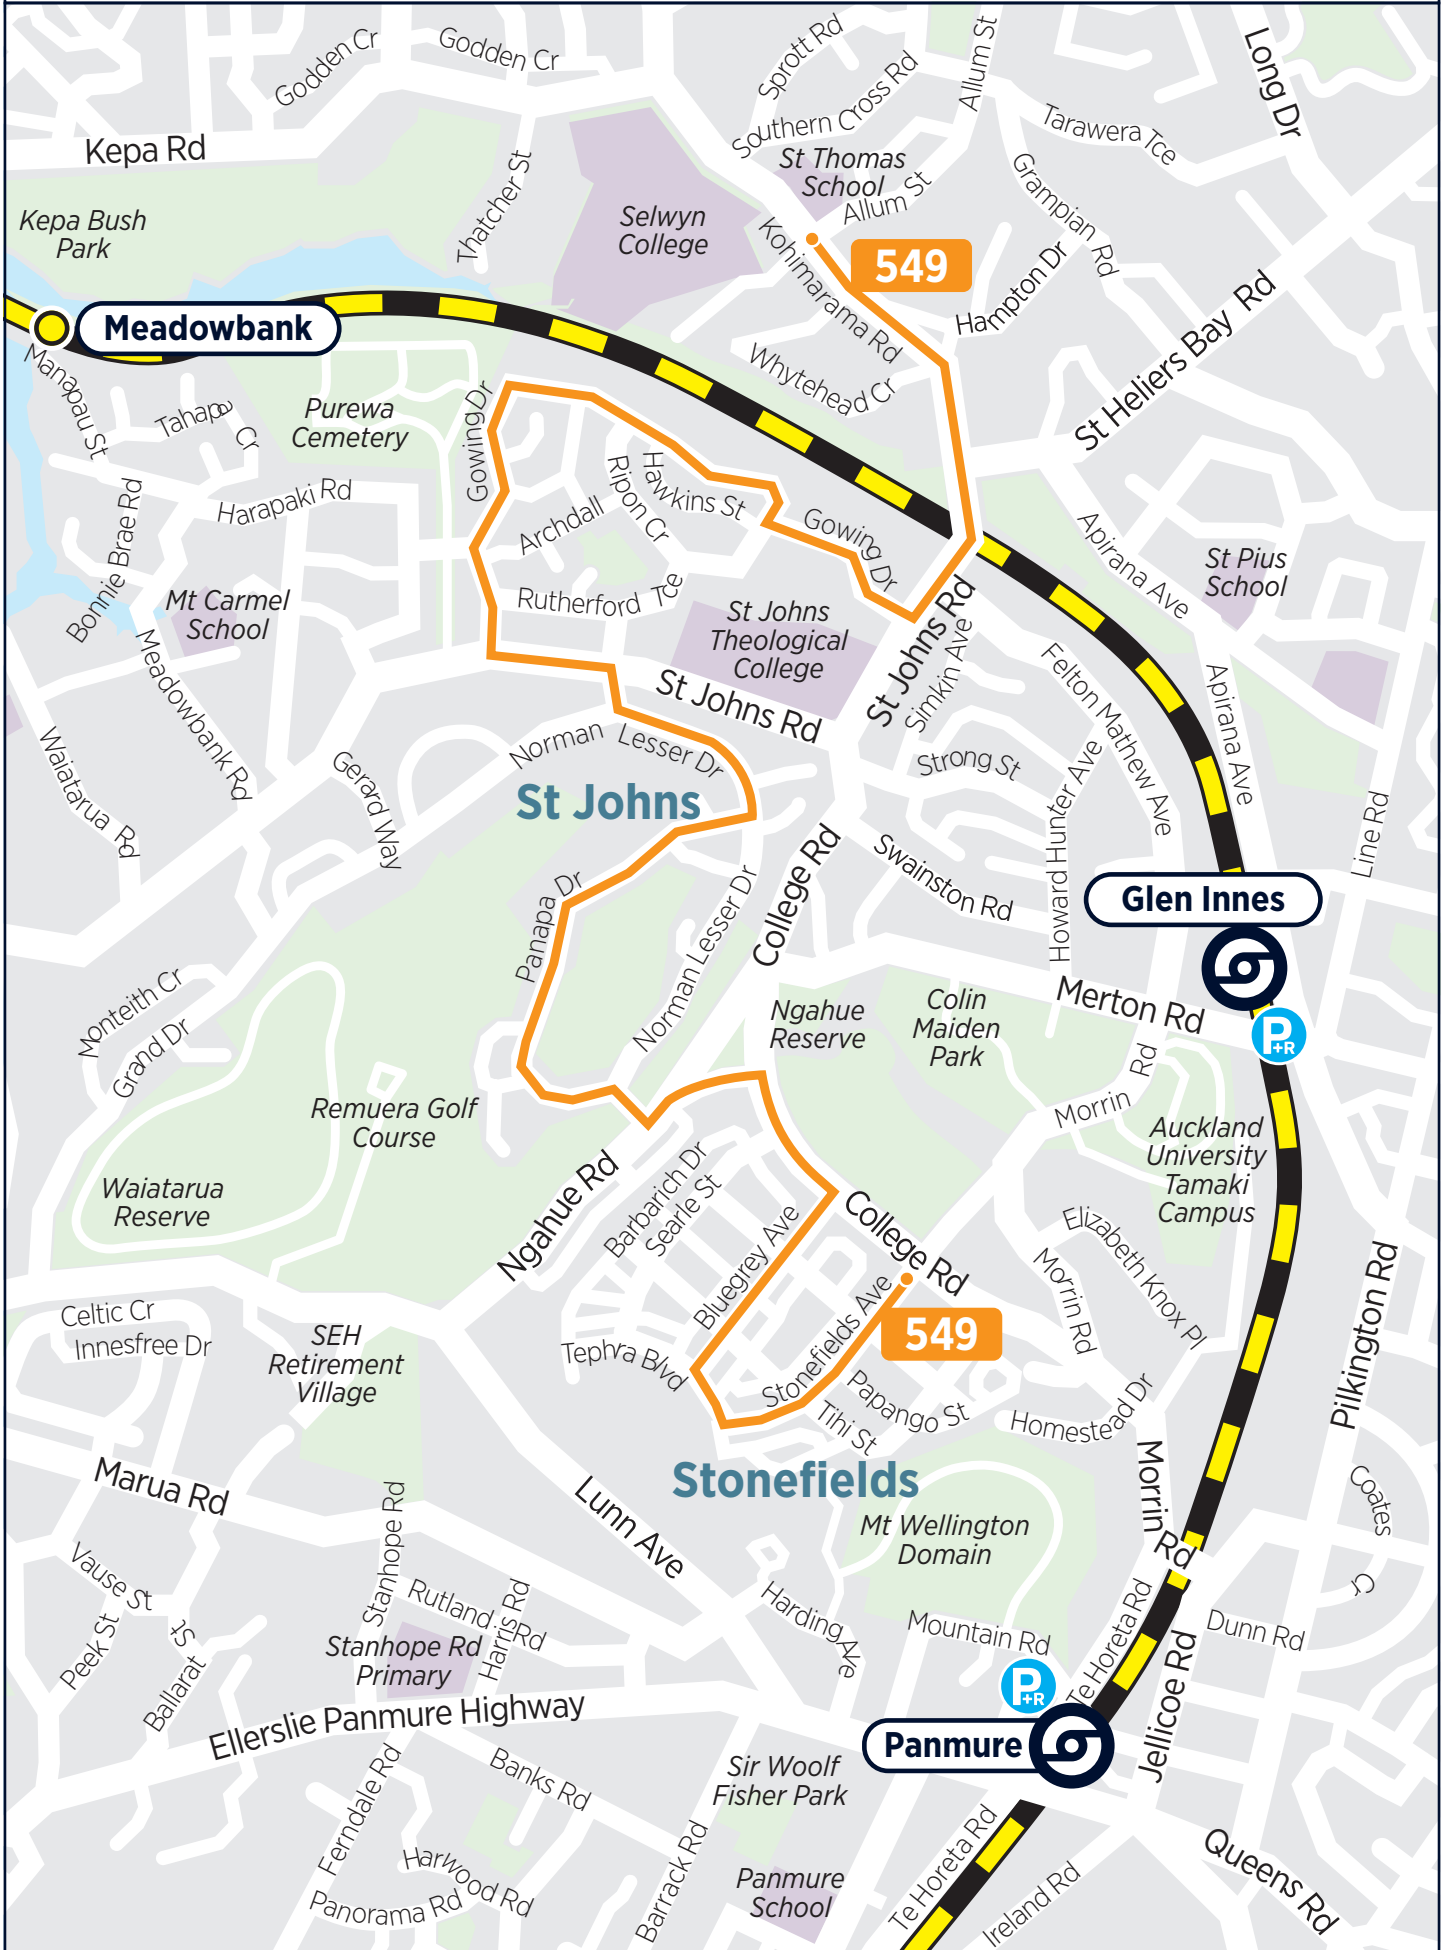 Godden Cr
Godden Cr
Sprott Rd
Allum St
Long Dr
Southern Cross Rd
Tarawera Tce
Kepa Rd
St Thomas
School
Allum St
Grampian Rd
Thatcher St
Kepa Bush
Park
Selwyn
College
Kohimarama Rd
549
Hampton Dr
St Heliers Bay Rd
Meadowbank
Manapau St
Tahapa Cr
Purewa
Cemetery
Gowing Dr
Whytehead Cr
Harapaki Rd
Bonnie Brae Rd
Archdall
Ripon Cr
Hawkins St
Gowing Dr
Apirana Ave
St Pius
School
Mt Carmel
School
Rutherford Tce
St Johns
Theological
College
St Johns Rd
Simkin Ave
Felton Mathew Ave
Apirana Ave
Meadowbank Rd
St Johns Rd
Waiatarua Rd
Gerard Way
Norman Lesser Dr
Strong St
Howard Hunter Ave
Line Rd
St Johns
College Rd
Swainston Rd
Glen Innes
Panapa Dr
Norman Lesser Dr
Monteith Cr
Grand Dr
Ngahue
Reserve
Colin
Maiden
Park
Merton Rd
P
+R
Morrin Rd
Remuera Golf
Course
Auckland
University
Tamaki
Campus
Waiatarua
Reserve
Ngahue Rd
Barbarich Dr
Searle St
Bluegrey Ave
College Rd
Elizabeth Knox Pl
Morrin Rd
Pilkington Rd
Celtic Cr
Innesfree Dr
SEH
Retirement
Village
Tephra Blvd
Stonefields Ave
549
Papango St
Tihi St
Homestead Dr
Marua Rd
Stonefields
Morrin Rd
Coates Cr
Stanhope Rd
Lunn Ave
Mt Wellington
Domain
Vause St
Peek St
Ballarat St
Rutland Rd
Harris Rd
Harding Ave
Mountain Rd
Te Horeta Rd
Dunn Rd
Stanhope Rd
Primary
P
+R
Jellicoe Rd
Ellerslie Panmure Highway
Panmure
Ferndale Rd
Banks Rd
Sir Woolf
Fisher Park
Harwood Rd
Panorama Rd
Barrack Rd
Panmure
School
Te Horeta Rd
Ireland Rd
Queens Rd